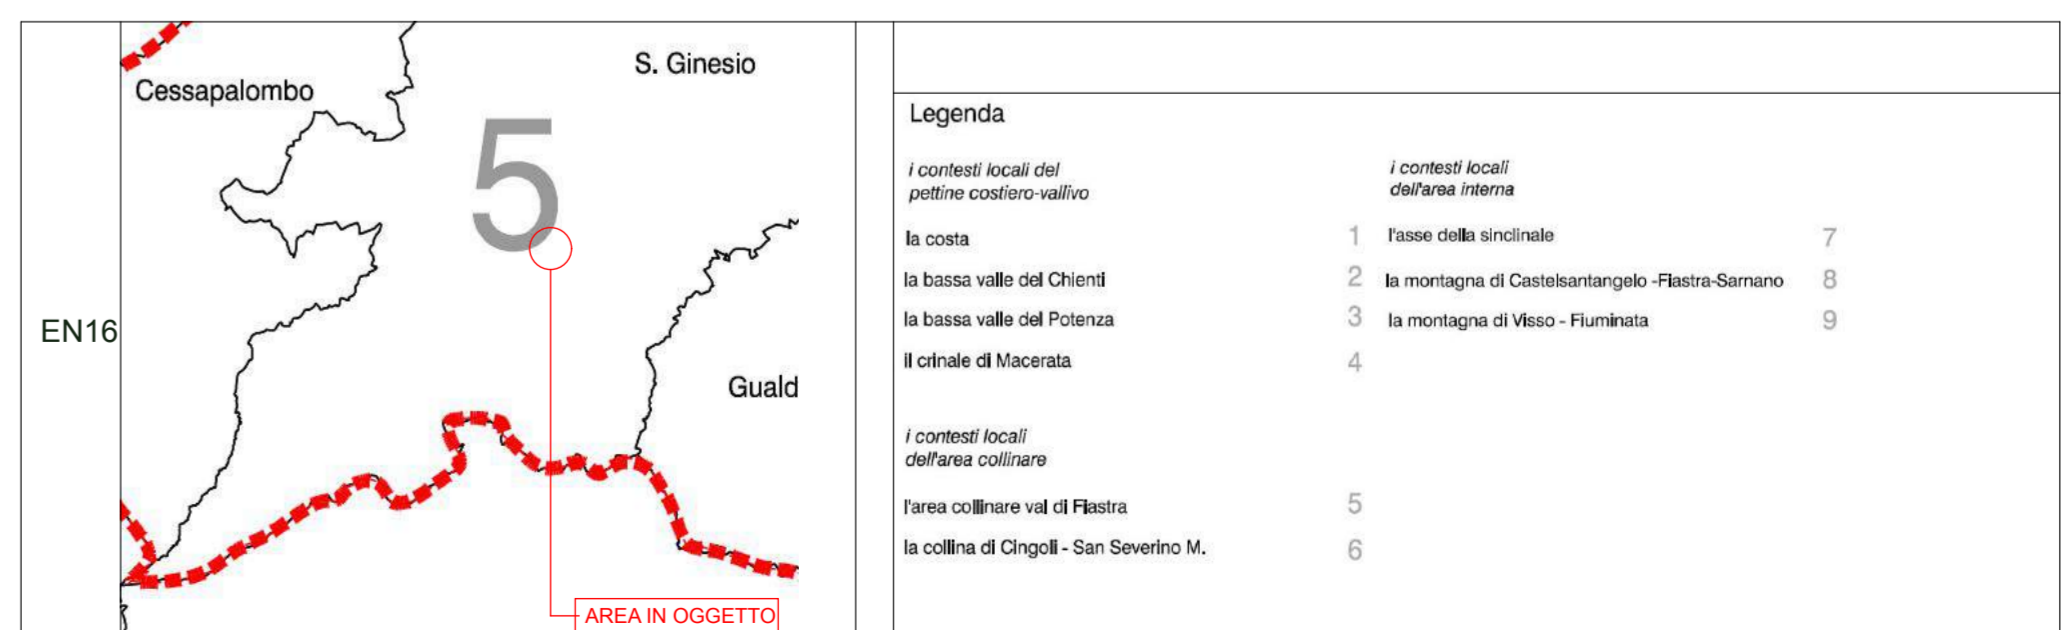 EN16
Cessapalombo
S. Ginesio
5
Guald
AREA IN OGGETTO
Legenda
i contesti locali del
pettine costiero-vallivo
la costa 1
la bassa valle del Chienti 2
la bassa valle del Potenza 3
il crinale di Macerata 4
i contesti locali
dell'area collinare
l'area collinare val di Fiastra 5
la collina di Cingoli - San Severino M. 6
i contesti locali
dell'area interna
l'asse della sinclinale 7
la montagna di Castelsantangelo -Fiastra-Sarnano 8
la montagna di Visso - Fiuminata 9